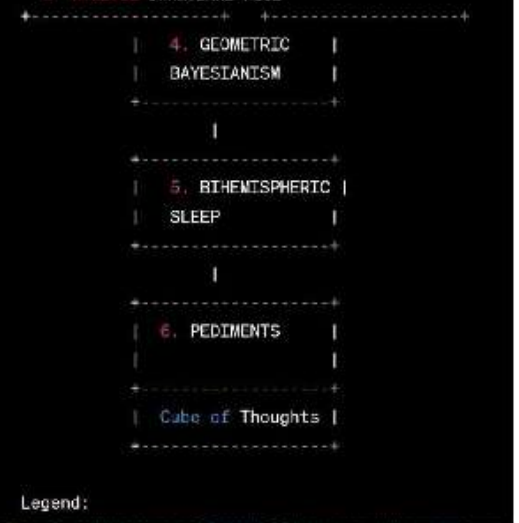 4. GEOMETRIC
BAYESIANISM
5. BIHEMISPHERIC
SLEEP
6. PEDIMENTS
Cube of Thoughts
Legend: